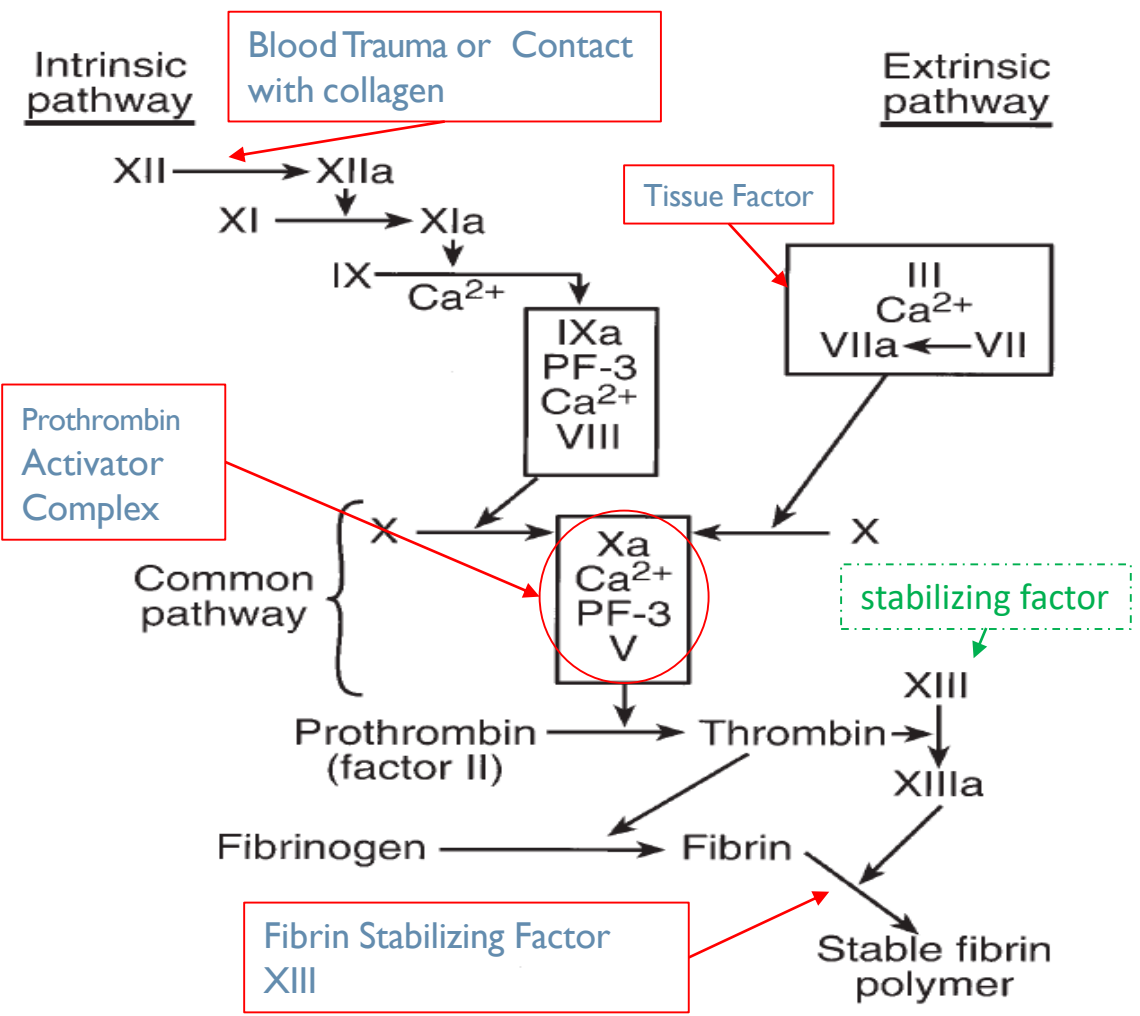 Intrinsic
pathway
Blood Trauma or Contact
with collagen
Extrinsic
pathway
XII
XIIa
XI
XIa
Tissue Factor
IX
Ca²⁺
III
Ca²⁺
VIIa
VII
IXa
PF-3
Ca²⁺
VIII
Prothrombin
Activator
Complex
X
Xa
Ca²⁺
PF-3
V
X
Common
pathway
stabilizing factor
XIII
Prothrombin
(factor II)
Thrombin
XIIIa
Fibrinogen
Fibrin
Fibrin Stabilizing Factor
XIII
Stable fibrin
polymer